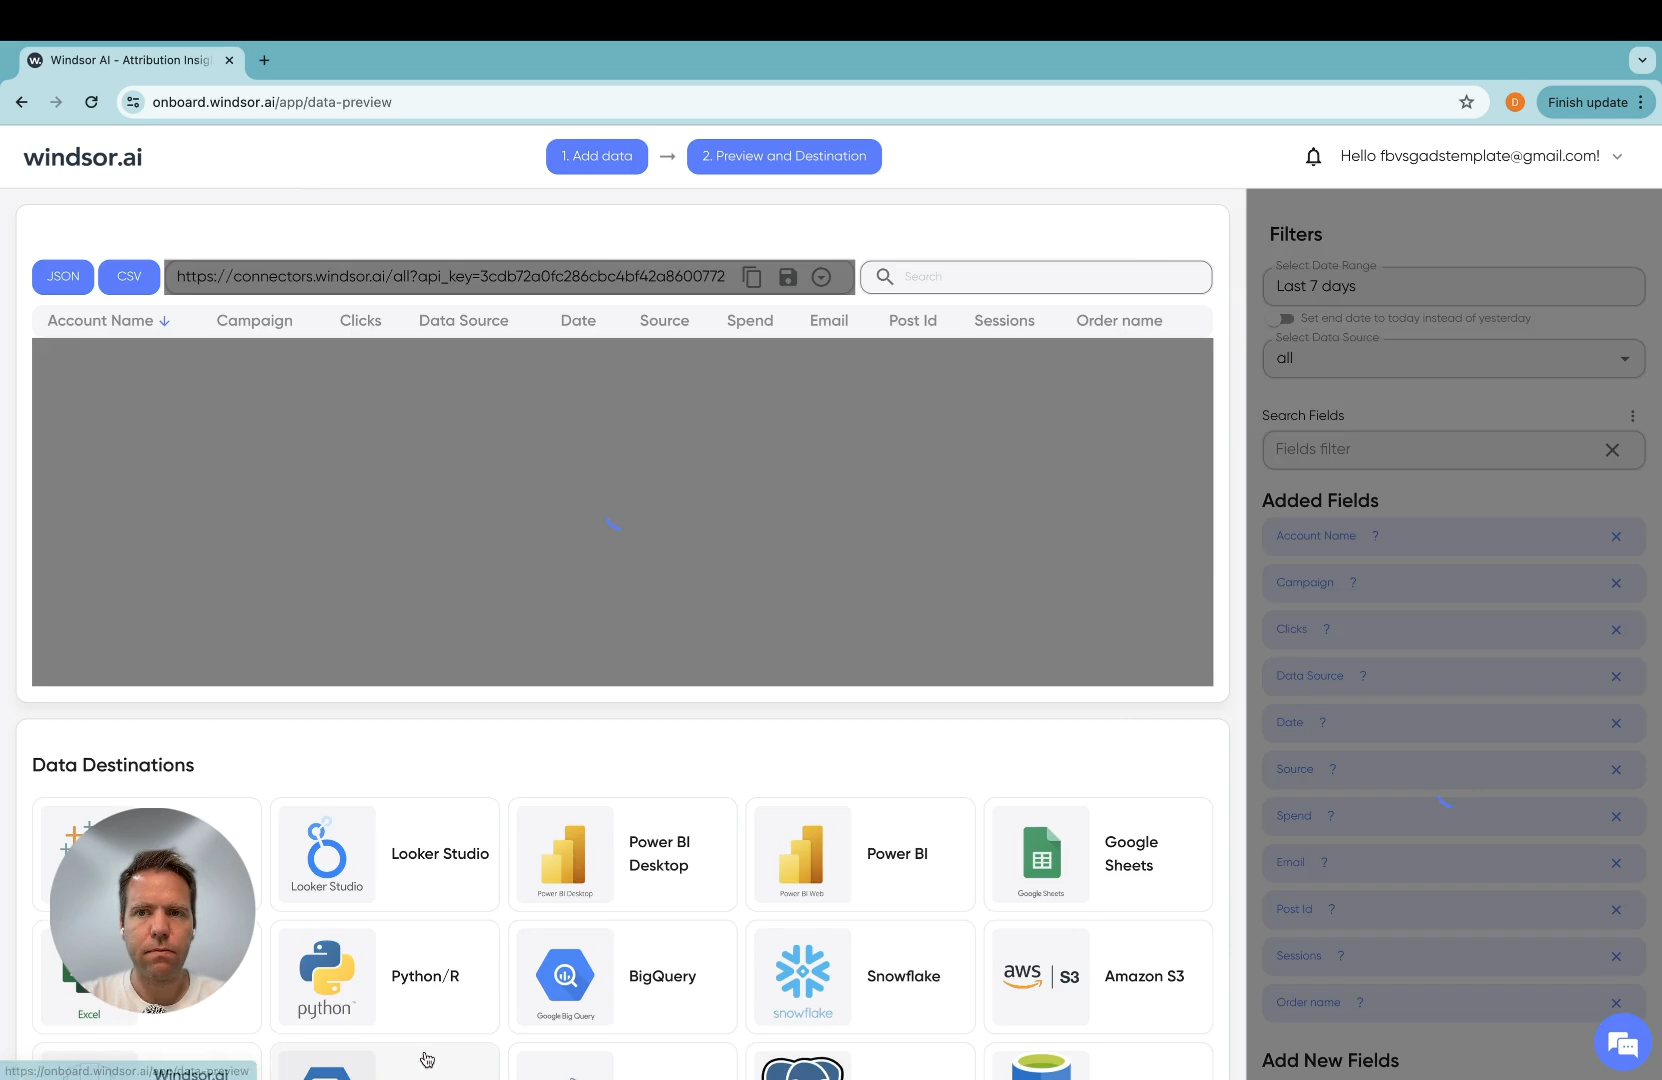 Windsor AI - Attribution Insig
onboard.windsor.ai/app/data-preview
D
Finish update
windsor.ai
1. Add data
2. Preview and Destination
Hello fbvsgadstemplate@gmail.com!
JSON
CSV
https://connectors.windsor.ai/all?api_key=3cdb72a0fc286cbc4bf42a8600772
Search
Account Name
Campaign
Clicks
Data Source
Date
Source
Spend
Email
Post Id
Sessions
Order name
Filters
Select Date Range
Last 7 days
Set end date to today instead of yesterday
Select Data Source
all
Search Fields
Fields filter
Added Fields
Account Name ?
Campaign ?
Clicks ?
Data Source ?
Date ?
Source ?
Spend ?
Email ?
Post Id ?
Sessions ?
Order name ?
Add New Fields
Data Destinations
Looker Studio
Looker Studio
Power BI Desktop
Power BI
Desktop
Power BI Web
Power BI
Google Sheets
Google
Sheets
Excel
python
Python/R
Google Big Query
BigQuery
snowflake
Snowflake
aws S3
Amazon S3
https://onboard.windsor.ai/app/data-preview
Windsor.ai